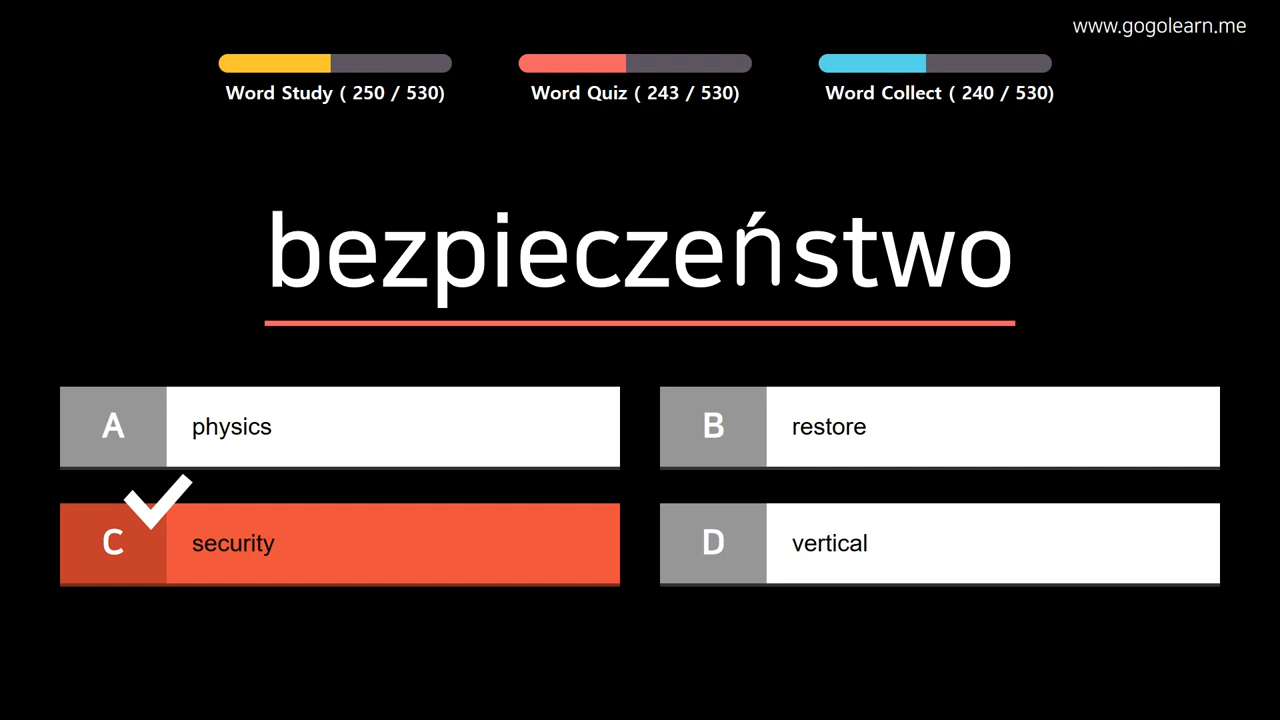 www.gogolearn.me
Word Study ( 250 / 530)
Word Quiz ( 243 / 530)
Word Collect ( 240 / 530)
bezpieczeństwo
A physics
B restore
C security
D vertical